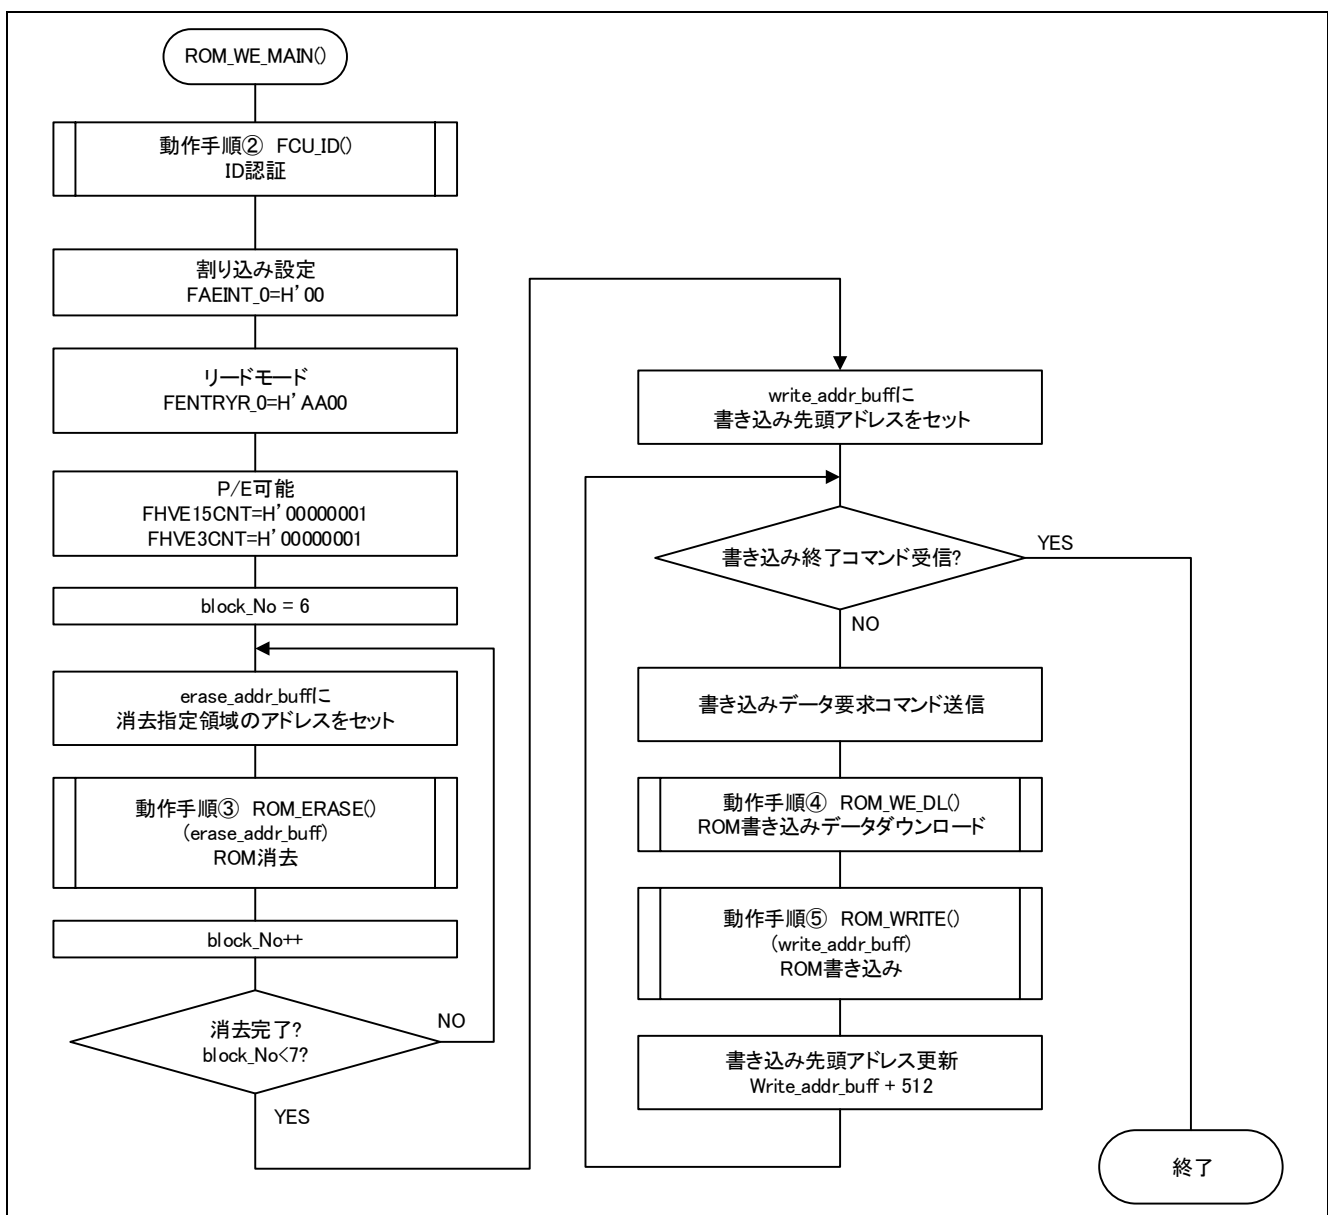 ROM_WE_MAIN()
動作手順② FCU_ID()
ID認証
割り込み設定
FAEINT_0=H'00
リードモード
FENTRYR_0=H'AA00
P/E可能
FHVE15CNT=H'00000001
FHVE3CNT=H'00000001
block_No = 6
erase_addr_buffに
消去指定領域のアドレスをセット
動作手順③ ROM_ERASE()
(erase_addr_buff)
ROM消去
block_No++
消去完了?
block_No<7?
NO
YES
write_addr_buffに
書き込み先頭アドレスをセット
書き込み終了コマンド受信?
YES
NO
書き込みデータ要求コマンド送信
動作手順④ ROM_WE_DL()
ROM書き込みデータダウンロード
動作手順⑤ ROM_WRITE()
(write_addr_buff)
ROM書き込み
書き込み先頭アドレス更新
Write_addr_buff + 512
終了